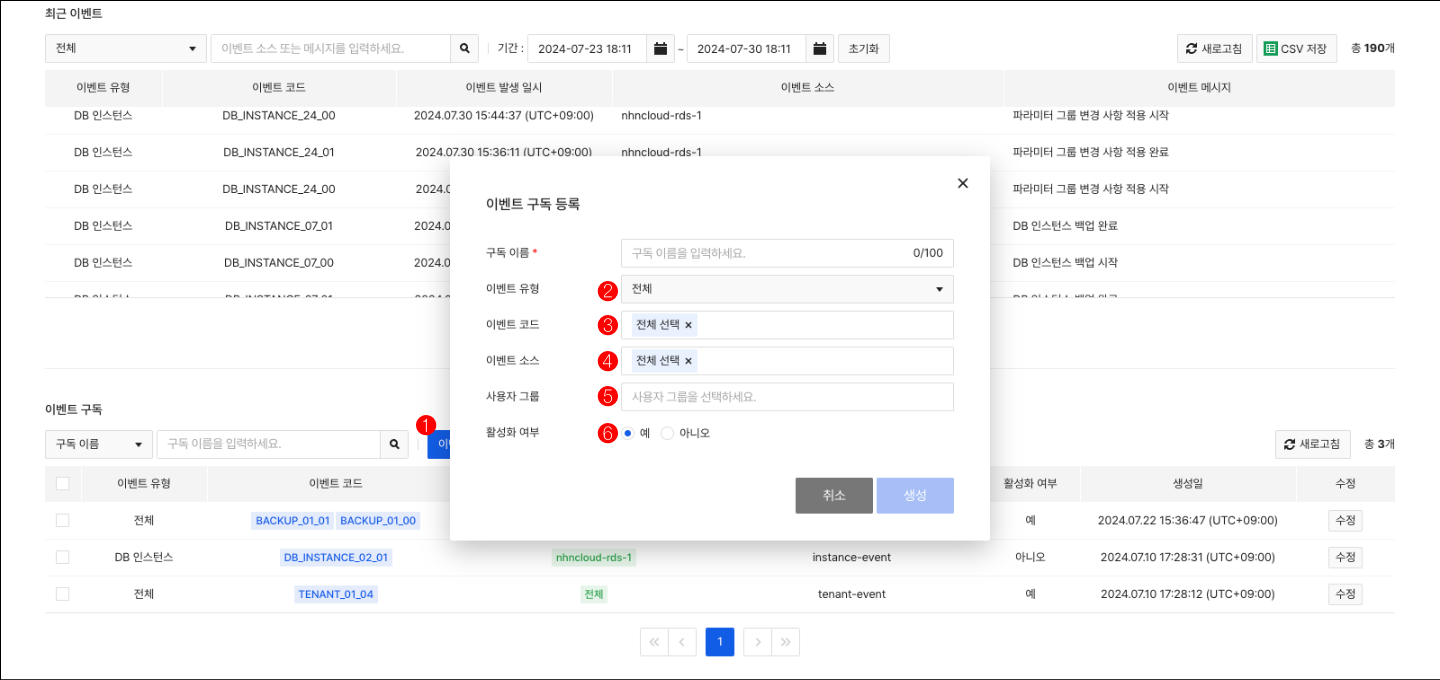 최근 이벤트
전체 이벤트 소스 또는 메시지를 입력하세요. 기간 : 2024-07-23 18:11 ~ 2024-07-30 18:11 초기화 새로고침 CSV 저장 총 190개
이벤트 유형 이벤트 코드 이벤트 발생 일시 이벤트 소스 이벤트 메시지
DB 인스턴스 DB_INSTANCE_24_00 2024.07.30 15:44:37 (UTC+09:00) nhncloud-rds-1 파라미터 그룹 변경 사항 적용 시작
DB 인스턴스 DB_INSTANCE_24_01 2024.07.30 15:36:11 (UTC+09:00) nhncloud-rds-1 파라미터 그룹 변경 사항 적용 완료
DB 인스턴스 DB_INSTANCE_24_00 2024.0 파라미터 그룹 변경 사항 적용 시작
DB 인스턴스 DB_INSTANCE_07_01 2024.0 DB 인스턴스 백업 완료
DB 인스턴스 DB_INSTANCE_07_00 2024.0 DB 인스턴스 백업 시작
이벤트 구독 등록
구독 이름 * 구독 이름을 입력하세요. 0/100
이벤트 유형 2 전체
이벤트 코드 3 전체 선택 ×
이벤트 소스 4 전체 선택 ×
사용자 그룹 5 사용자 그룹을 선택하세요.
활성화 여부 6 예 아니오
취소 생성
이벤트 구독
구독 이름 구독 이름을 입력하세요. 1 새로고침 총 3개
이벤트 유형 이벤트 코드 활성화 여부 생성일 수정
전체 BACKUP_01_01 BACKUP_01_00 예 2024.07.22 15:36:47 (UTC+09:00) 수정
DB 인스턴스 DB_INSTANCE_02_01 nhncloud-rds-1 instance-event 아니오 2024.07.10 17:28:31 (UTC+09:00) 수정
전체 TENANT_01_04 전체 tenant-event 예 2024.07.10 17:28:12 (UTC+09:00) 수정
« ‹ 1 › »